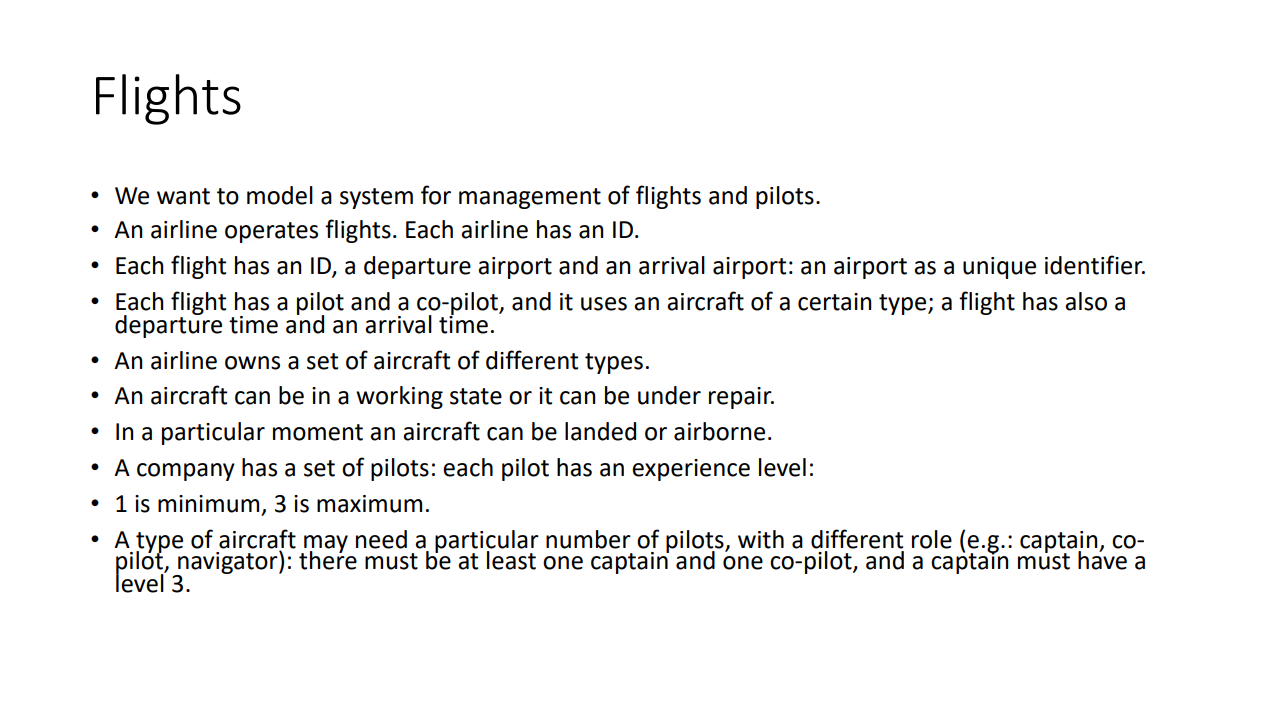 Flights
• We want to model a system for management of flights and pilots.
• An airline operates flights. Each airline has an ID.
• Each flight has an ID, a departure airport and an arrival airport: an airport as a unique identifier.
• Each flight has a pilot and a co-pilot, and it uses an aircraft of a certain type; a flight has also a
departure time and an arrival time.
• An airline owns a set of aircraft of different types.
• An aircraft can be in a working state or it can be under repair.
• In a particular moment an aircraft can be landed or airborne.
• A company has a set of pilots: each pilot has an experience level:
• 1 is minimum, 3 is maximum.
• A type of aircraft may need a particular number of pilots, with a different role (e.g.: captain, co-
pilot, navigator): there must be at least one captain and one co-pilot, and a captain must have a
level 3.